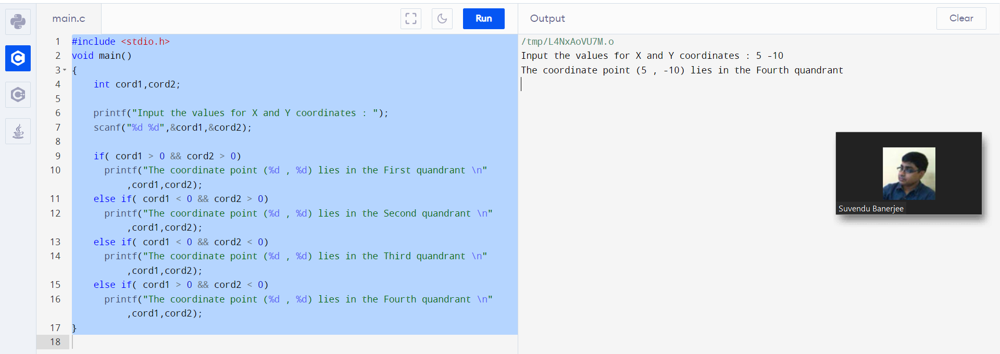 main.c
Run
Output
Clear
1 #include <stdio.h>
2 void main()
3 {
4 int cord1,cord2;
5
6 printf("Input the values for X and Y coordinates : ");
7 scanf("%d %d",&cord1,&cord2);
8
9 if( cord1 > 0 && cord2 > 0)
10 printf("The coordinate point (%d , %d) lies in the First quandrant \n"
,cord1,cord2);
11 else if( cord1 < 0 && cord2 > 0)
12 printf("The coordinate point (%d , %d) lies in the Second quandrant \n"
,cord1,cord2);
13 else if( cord1 < 0 && cord2 < 0)
14 printf("The coordinate point (%d , %d) lies in the Third quandrant \n"
,cord1,cord2);
15 else if( cord1 > 0 && cord2 < 0)
16 printf("The coordinate point (%d , %d) lies in the Fourth quandrant \n"
,cord1,cord2);
17 }
18
/tmp/L4NxAoVU7M.o
Input the values for X and Y coordinates : 5 -10
The coordinate point (5 , -10) lies in the Fourth quandrant
Suvendu Banerjee